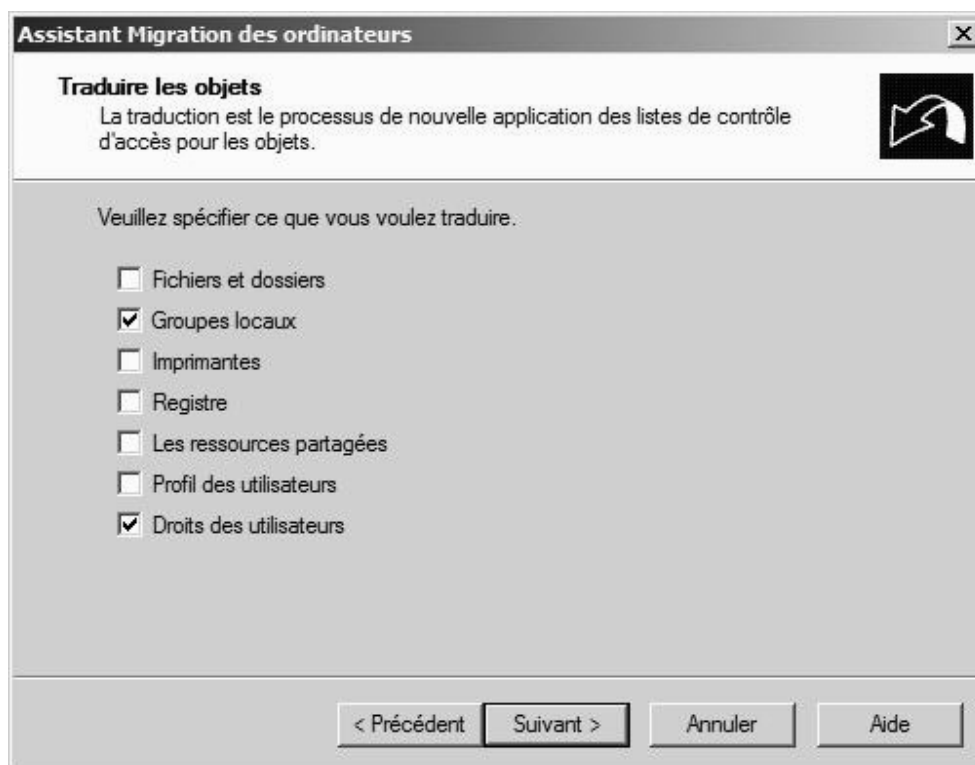 Assistant Migration des ordinateurs
Traduire les objets
La traduction est le processus de nouvelle application des listes de contrôle
d'accès pour les objets.
Veuillez spécifier ce que vous voulez traduire.
Fichiers et dossiers
Groupes locaux
Imprimantes
Registre
Les ressources partagées
Profil des utilisateurs
Droits des utilisateurs
< Précédent Suivant > Annuler Aide